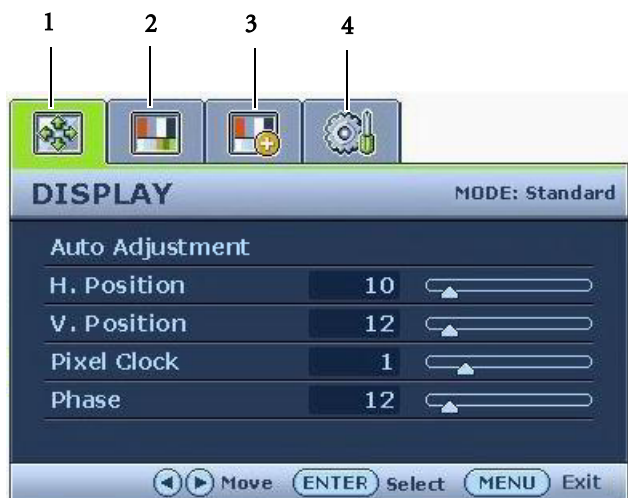 1 2 3 4
DISPLAY MODE: Standard
Auto Adjustment
H. Position 10
V. Position 12
Pixel Clock 1
Phase 12
Move ENTER Select MENU Exit